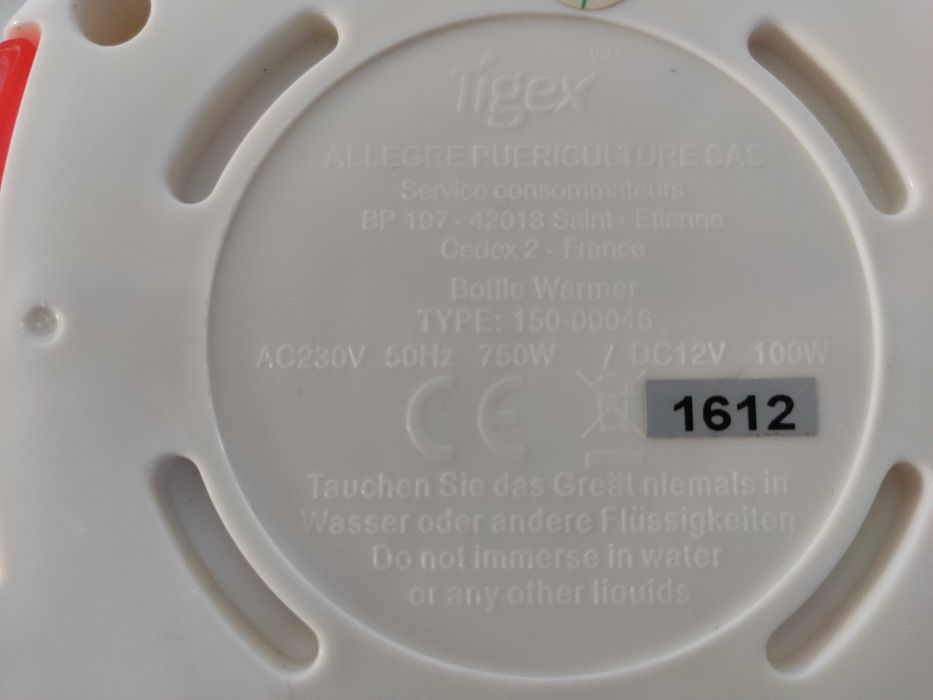 Tigex®
ALLEGRE PUERICULTURE SAS
Service consommateurs
BP 197 - 42013 Saint - Etienne
Cedex 2 - France
Bottle Warmer
TYPE: 150-00046
AC230V 50Hz 750W / DC12V 100W
CE
1612
Tauchen Sie das Greät niemals in
Wasser oder andere Flüssigkeiten
Do not immerse in water
or any other liquids